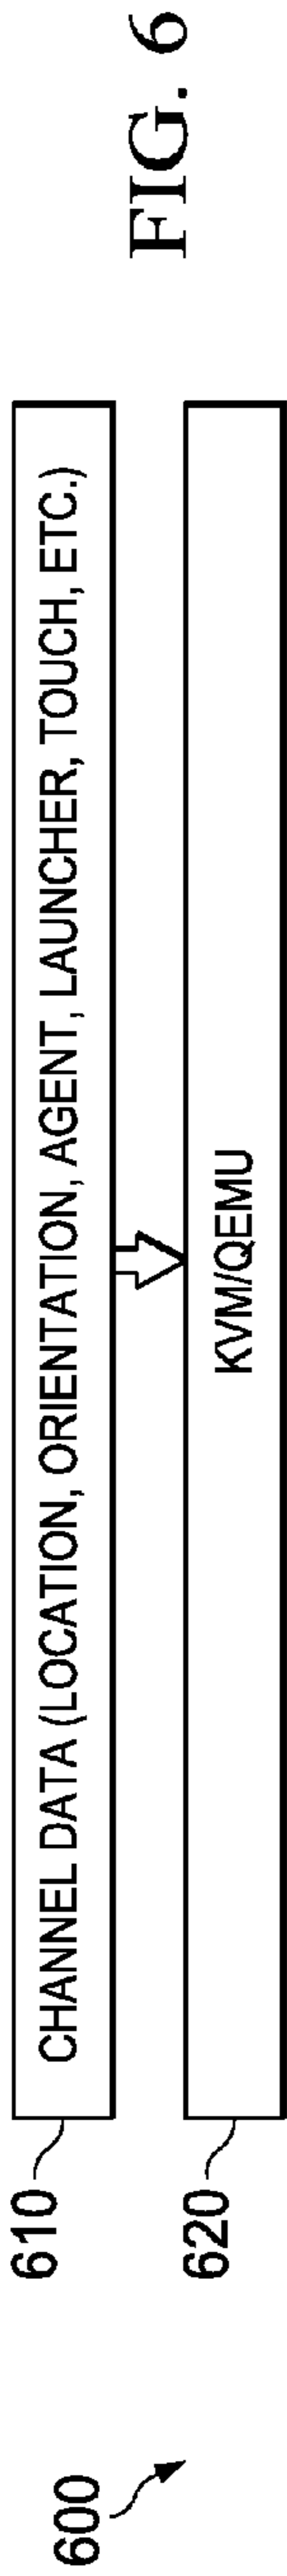 600
610
CHANNEL DATA (LOCATION, ORIENTATION, AGENT, LAUNCHER, TOUCH, ETC.)
620
KVM/QEMU
FIG. 6